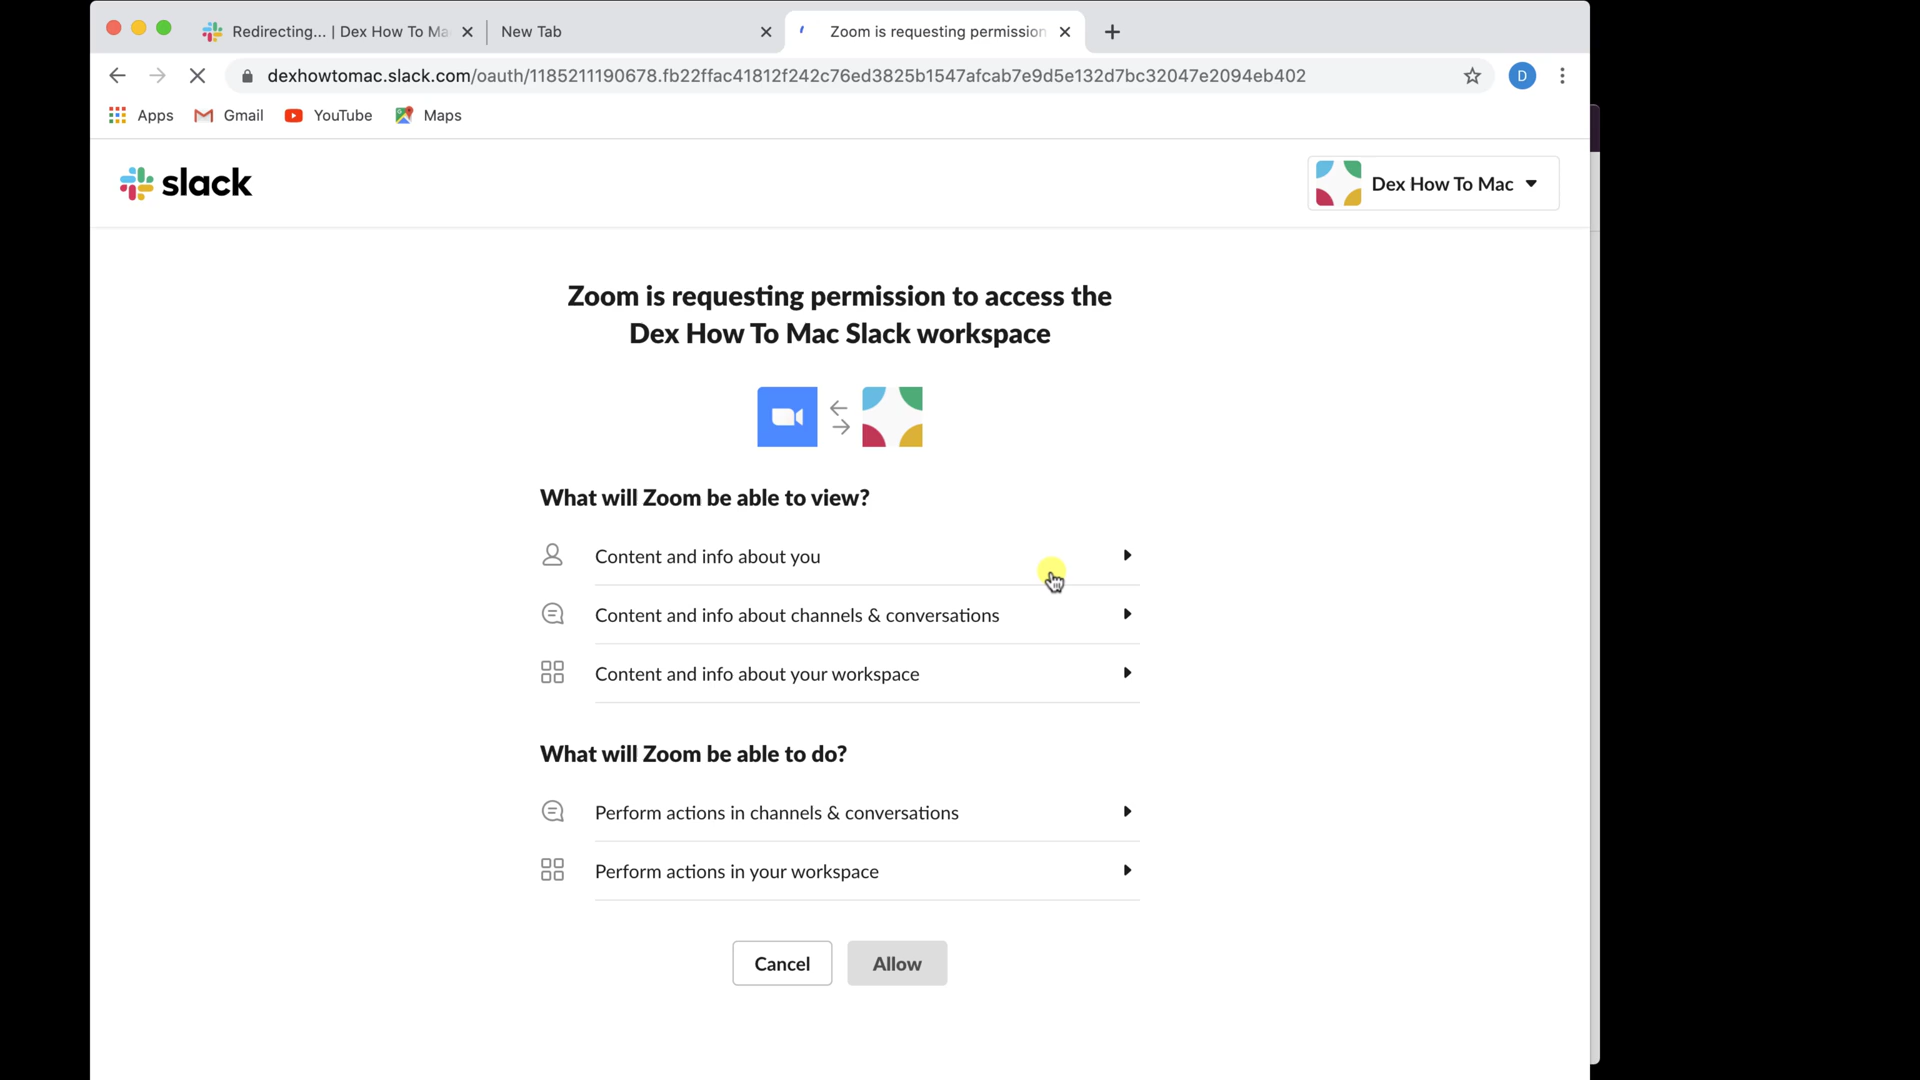 Redirecting... | Dex How To Ma
New Tab
Zoom is requesting permission
dexhowtomac.slack.com/oauth/1185211190678.fb22ffac41812f242c76ed3825b1547afcab7e9d5e132d7bc32047e2094eb402
D
Apps
Gmail
YouTube
Maps
slack
Dex How To Mac
Zoom is requesting permission to access the
Dex How To Mac Slack workspace
What will Zoom be able to view?
Content and info about you
Content and info about channels & conversations
Content and info about your workspace
What will Zoom be able to do?
Perform actions in channels & conversations
Perform actions in your workspace
Cancel
Allow